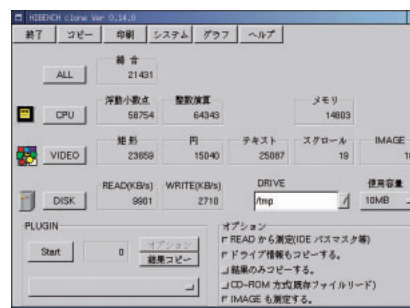 HIBENCH clone Ver 0.14.0
終了 コピー 印刷 システム グラフ ヘルプ
総合
ALL 21431
浮動小数点 整数演算 メモリ
CPU 58754 64343 14803
矩形 円 テキスト スクロール IMAGE
VIDEO 23659 15040 25087 19
READ(KB/s) WRITE(KB/s) DRIVE 使用容量
DISK 9901 2710 /tmp 10MB
PLUGIN オプション
Start 0 オプション
結果コピー
READ から測定(IDE バスマスタ等)
ドライブ情報もコピーする。
結果のみコピーする。
CD-ROM 方式(既存ファイルリード)
IMAGE も測定する。